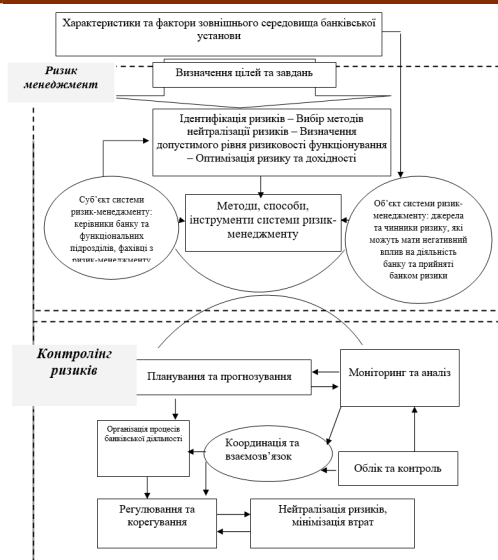 Характеристики та фактори зовнішнього середовища банківської
установи
Ризик
менеджмент
Визначення цілей та завдань
Ідентифікація ризиків – Вибір методів
нейтралізації ризиків – Визначення
допустимого рівня ризиковості функціонування
– Оптимізація ризику та дохідності
Суб’єкт системи
ризик-менеджменту:
керівники банку та
функціональних
підрозділів, фахівці з
ризик-менеджменту
Методи, способи,
інструменти системи ризик-
менеджменту
Об’єкт системи ризик-
менеджменту: джерела
та чинники ризику, які
можуть мати негативний
вплив на діяльність
банку та прийняті
банком ризики
Контролінг
ризиків
Планування та прогнозування
Моніторинг та аналіз
Організація процесів
банківської діяльності
Координація та
взаємозв’язок
Облік та контроль
Регулювання та
корегування
Нейтралізація ризиків,
мінімізація втрат